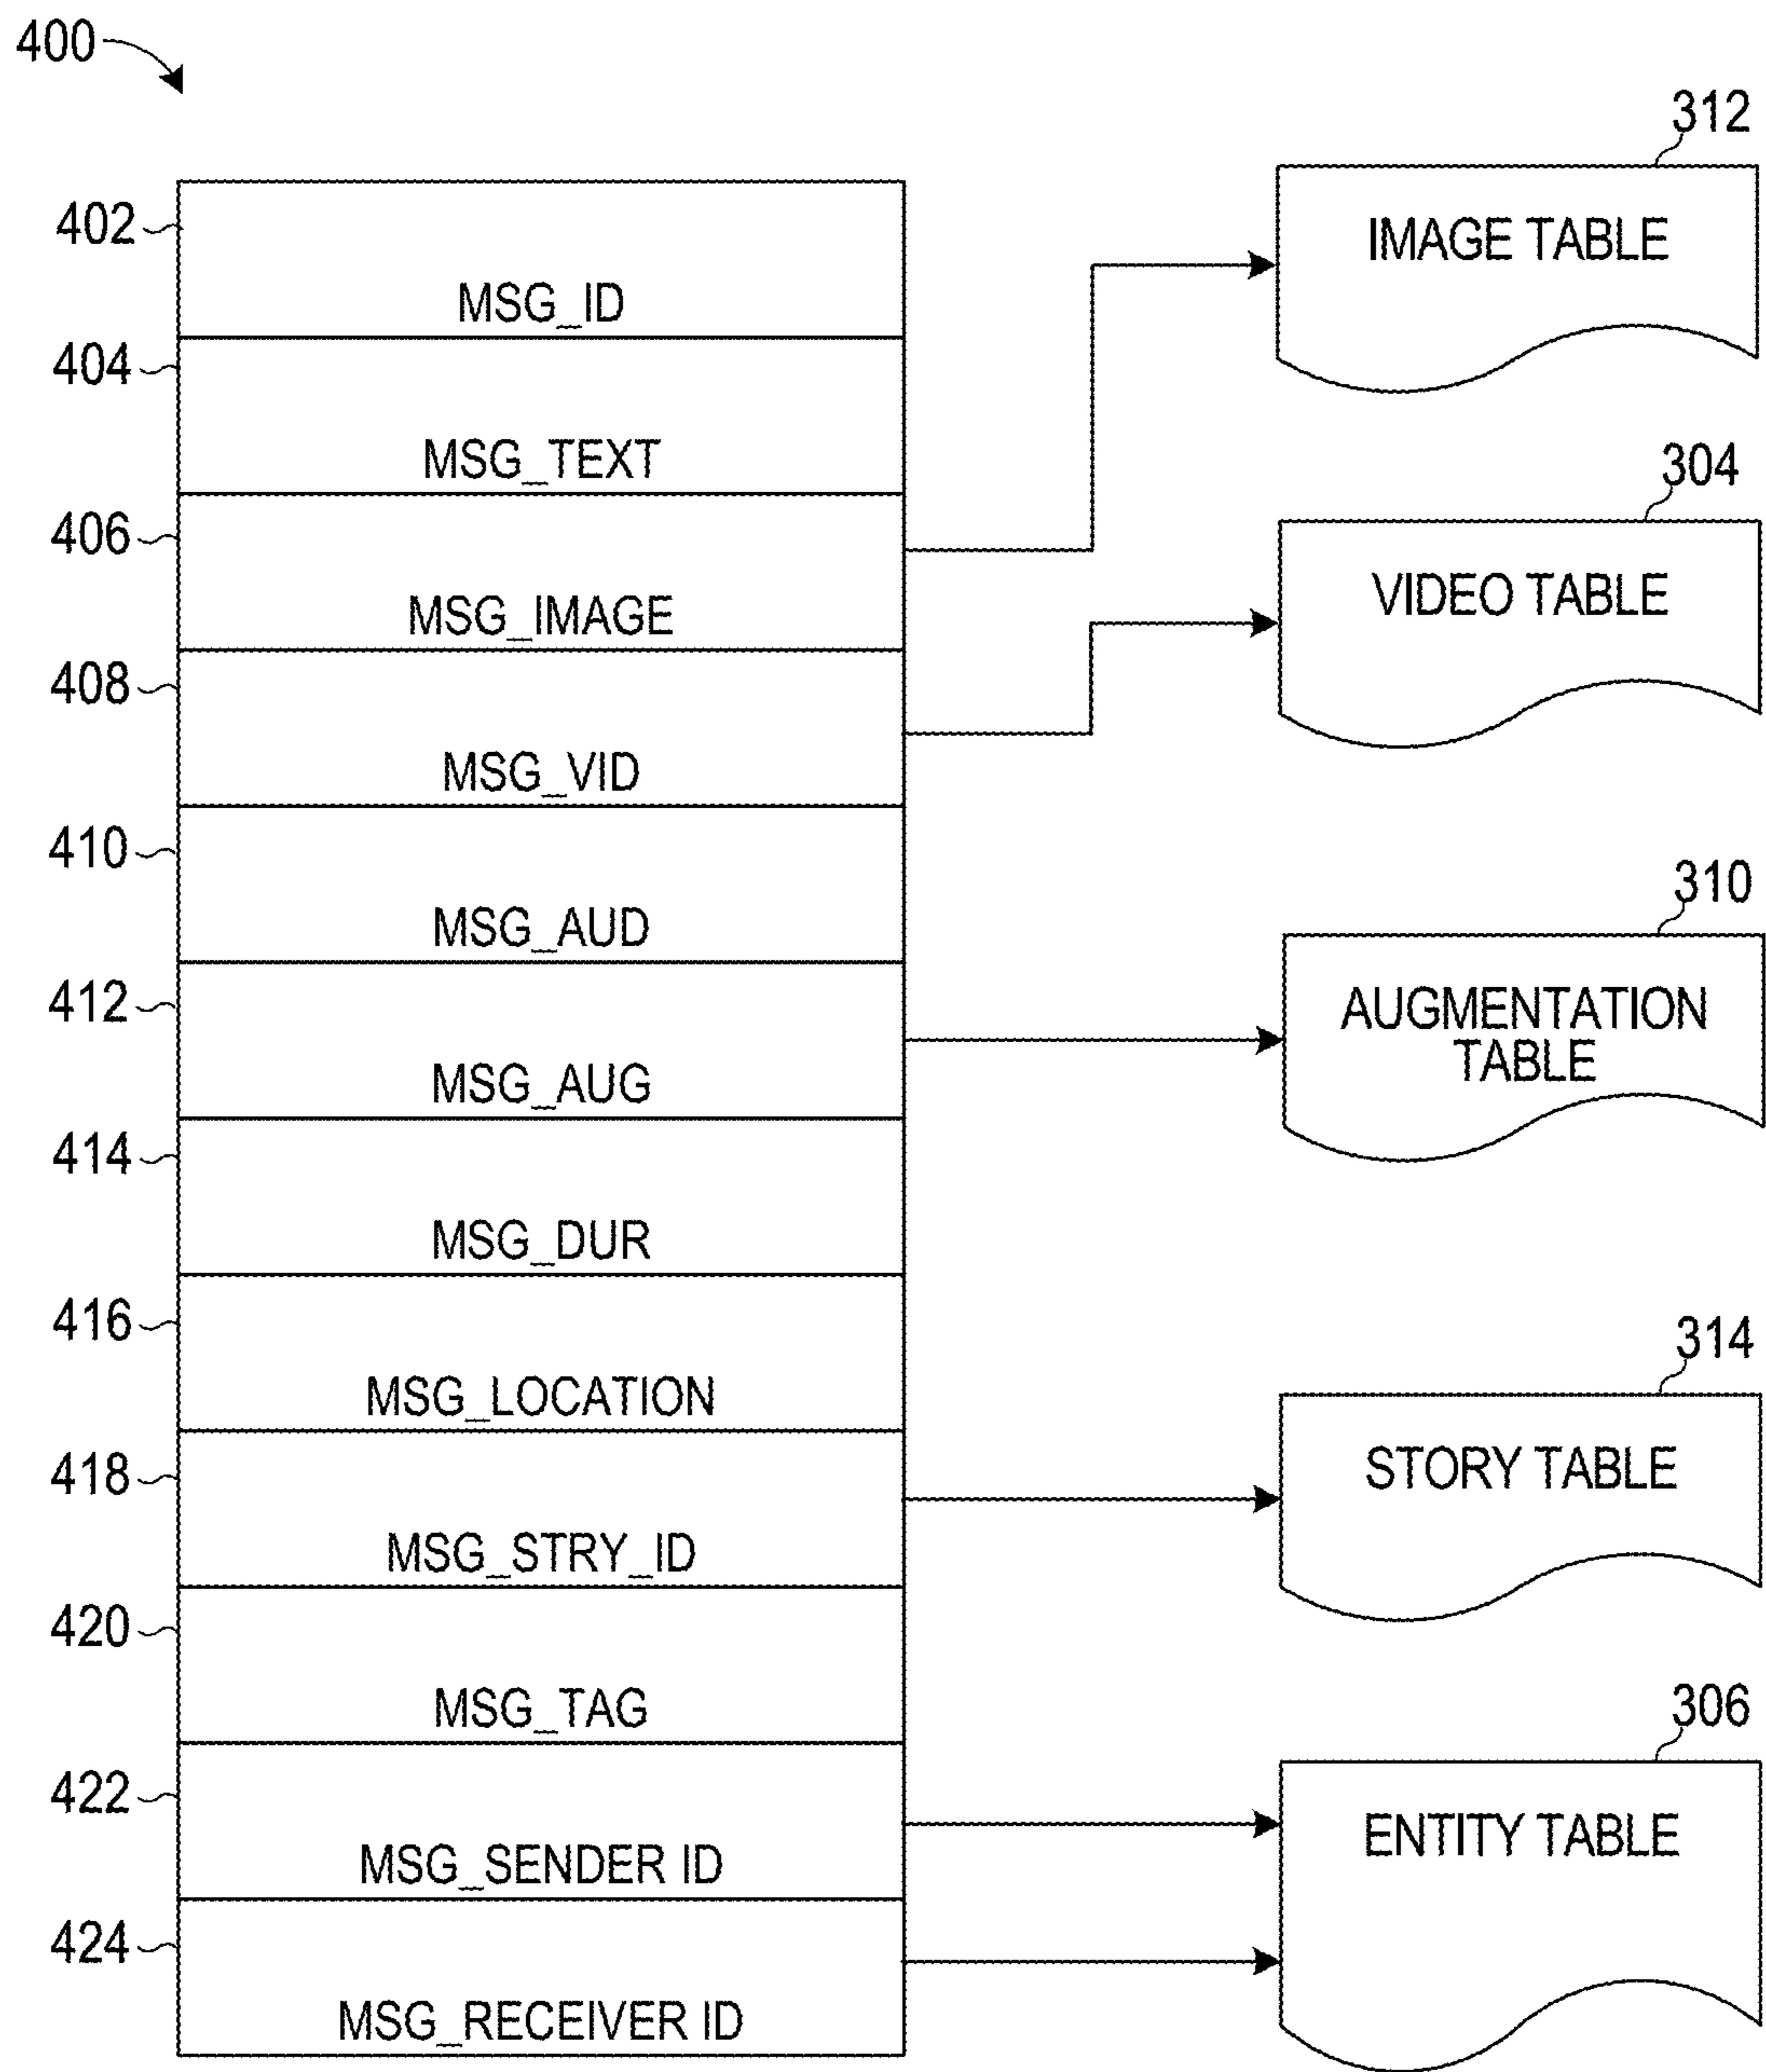 400
402
MSG_ID
404
MSG_TEXT
406
MSG_IMAGE
408
MSG_VID
410
MSG_AUD
412
MSG_AUG
414
MSG_DUR
416
MSG_LOCATION
418
MSG_STRY_ID
420
MSG_TAG
422
MSG_SENDER ID
424
MSG_RECEIVER ID
312
IMAGE TABLE
304
VIDEO TABLE
310
AUGMENTATION
TABLE
314
STORY TABLE
306
ENTITY TABLE